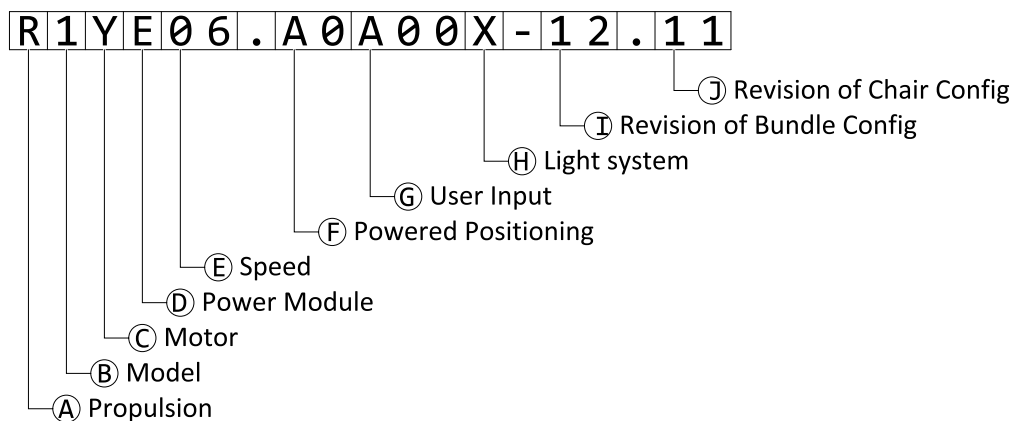 R1YE06.A0A00X-12.11
J Revision of Chair Config
I Revision of Bundle Config
H Light system
G User Input
F Powered Positioning
E Speed
D Power Module
C Motor
B Model
A Propulsion